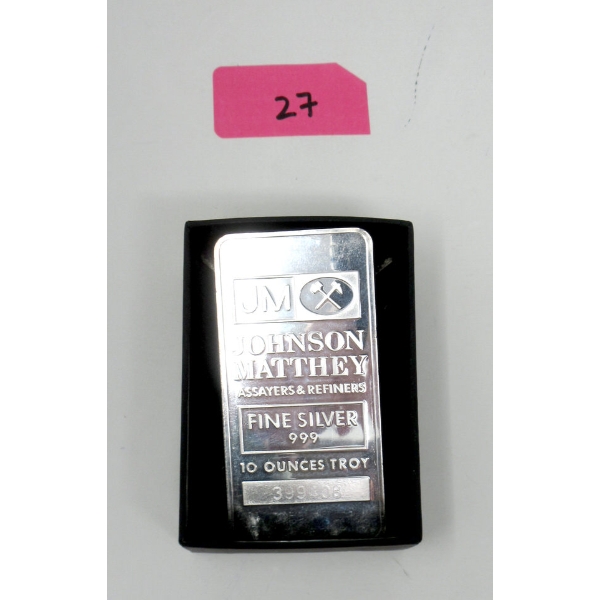 27
JM
JOHNSON
MATTHEY
ASSAYERS & REFINERS
FINE SILVER
999
10 OUNCES TROY